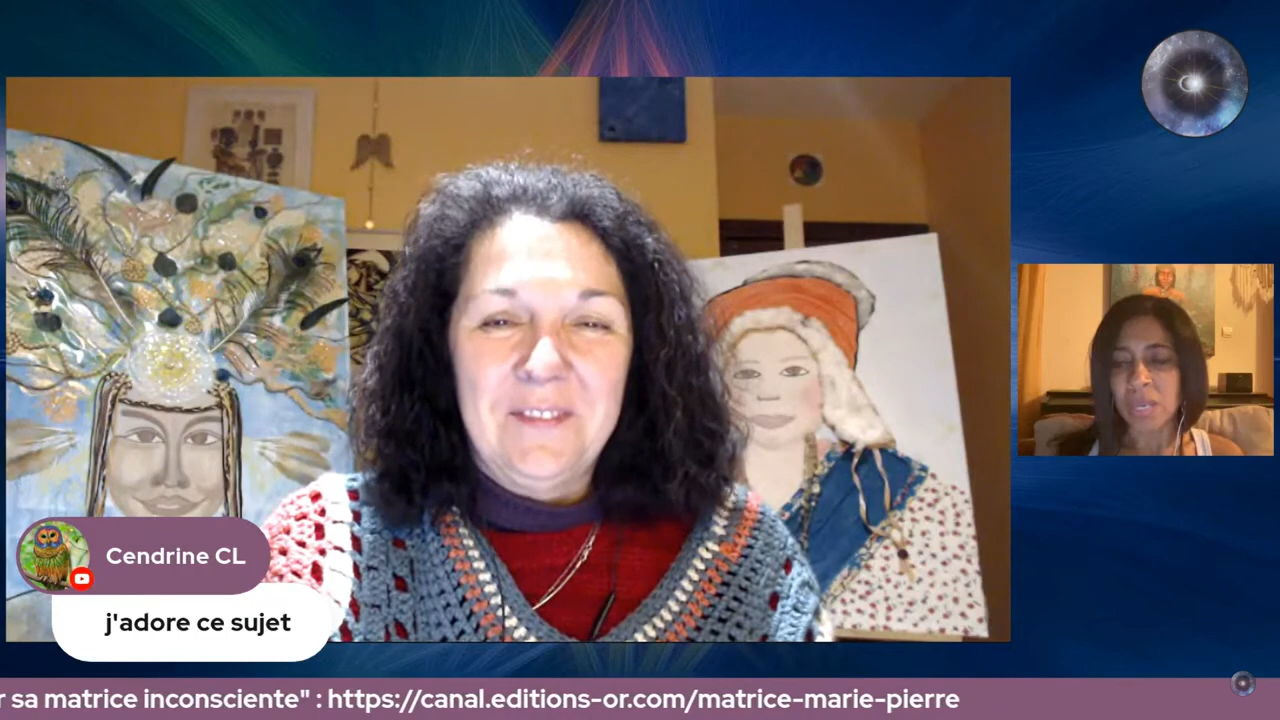 Cendrine CL
j'adore ce sujet
r sa matrice inconsciente" : https://canal.editions-or.com/matrice-marie-pierre